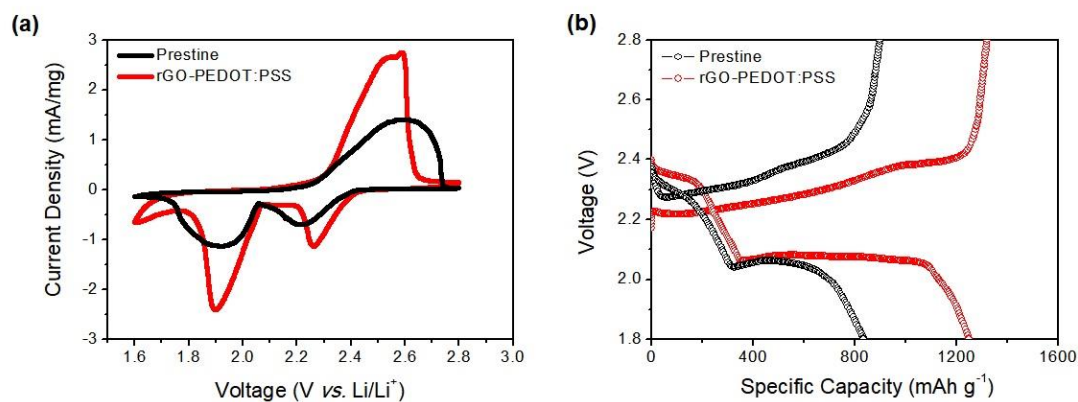 (a)
3
2
1
0
-1
-2
-3
Current Density (mA/mg)
Prestine
rGO-PEDOT:PSS
1.6 1.8 2.0 2.2 2.4 2.6 2.8 3.0
Voltage (V vs. Li/Li⁺)
(b)
2.8
2.6
2.4
2.2
2.0
1.8
Voltage (V)
Prestine
rGO-PEDOT:PSS
0 400 800 1200 1600
Specific Capacity (mAh g⁻¹)